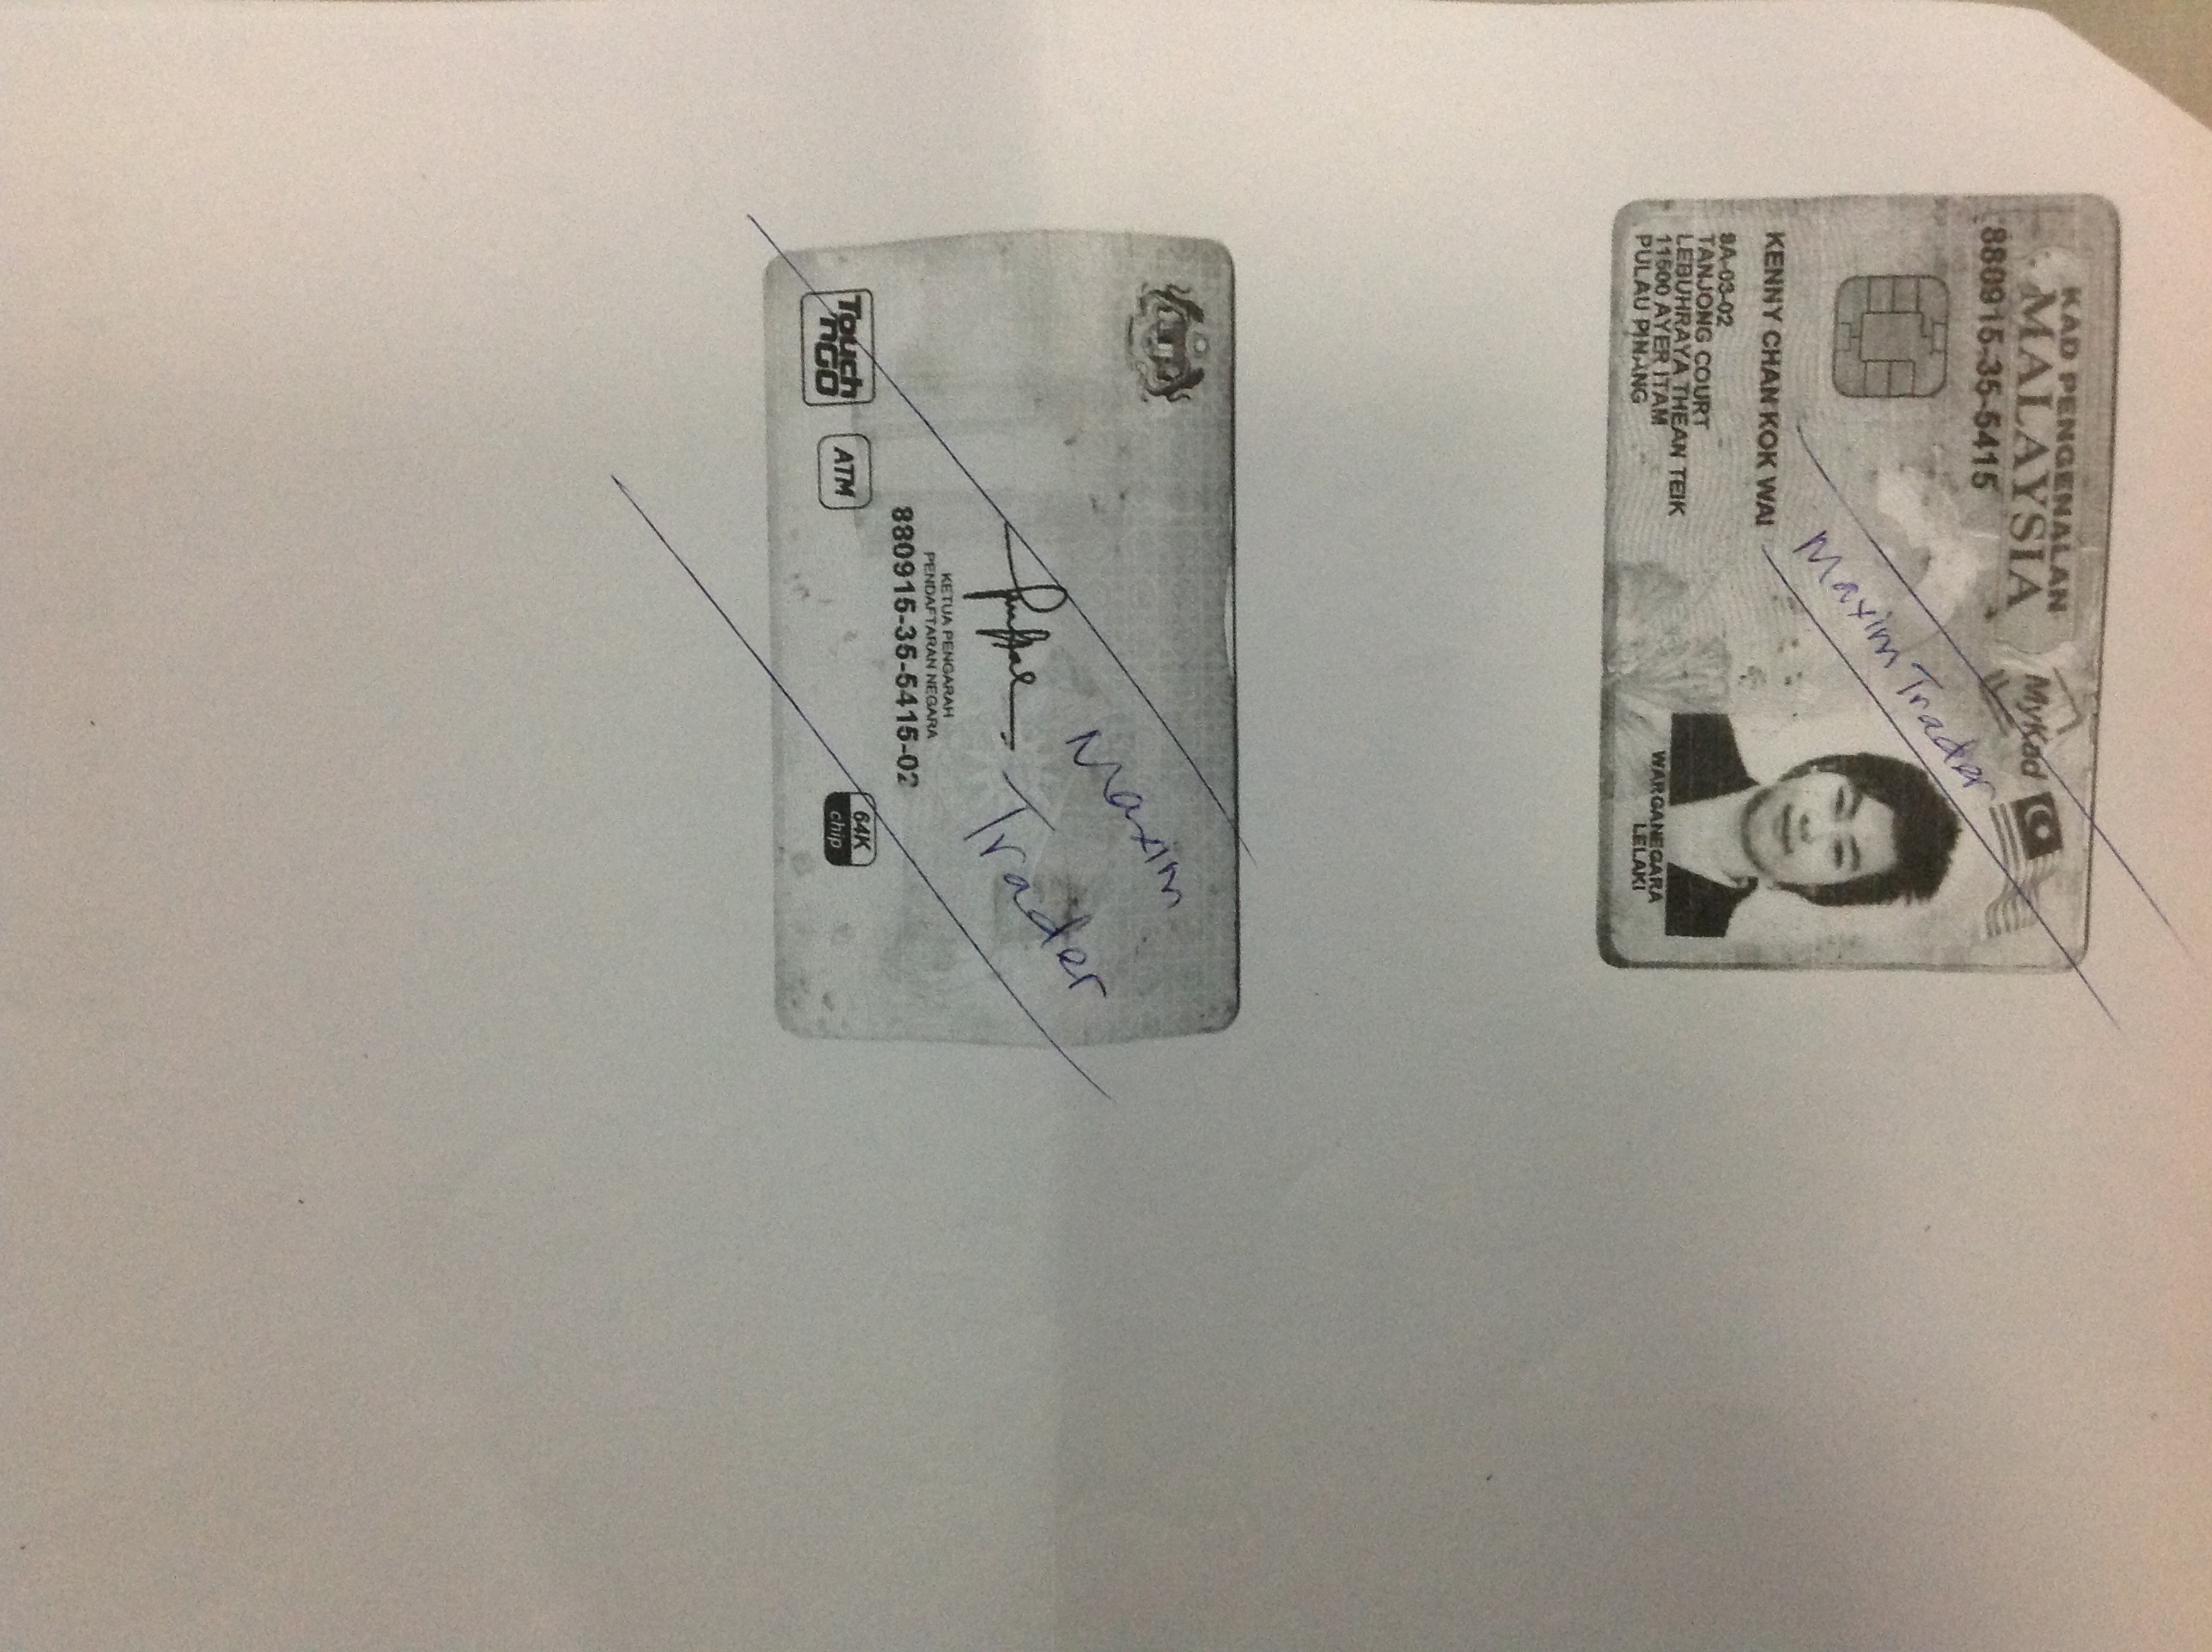 KAD PENGENALAN
MALAYSIA
880915-35-5415
MyKad
KENNY CHAN KOK WAI
8A-03-02
TANJONG COURT
LEBUHRAYA THEAN TEIK
11500 AYER ITAM
PULAU PINANG
WARGANEGARA
LELAKI
Maxim Trader
Maxim
Trader
KETUA PENGARAH
PENDAFTARAN NEGARA
880915-35-5415-02
Touch
'nGO
ATM
64K
chip